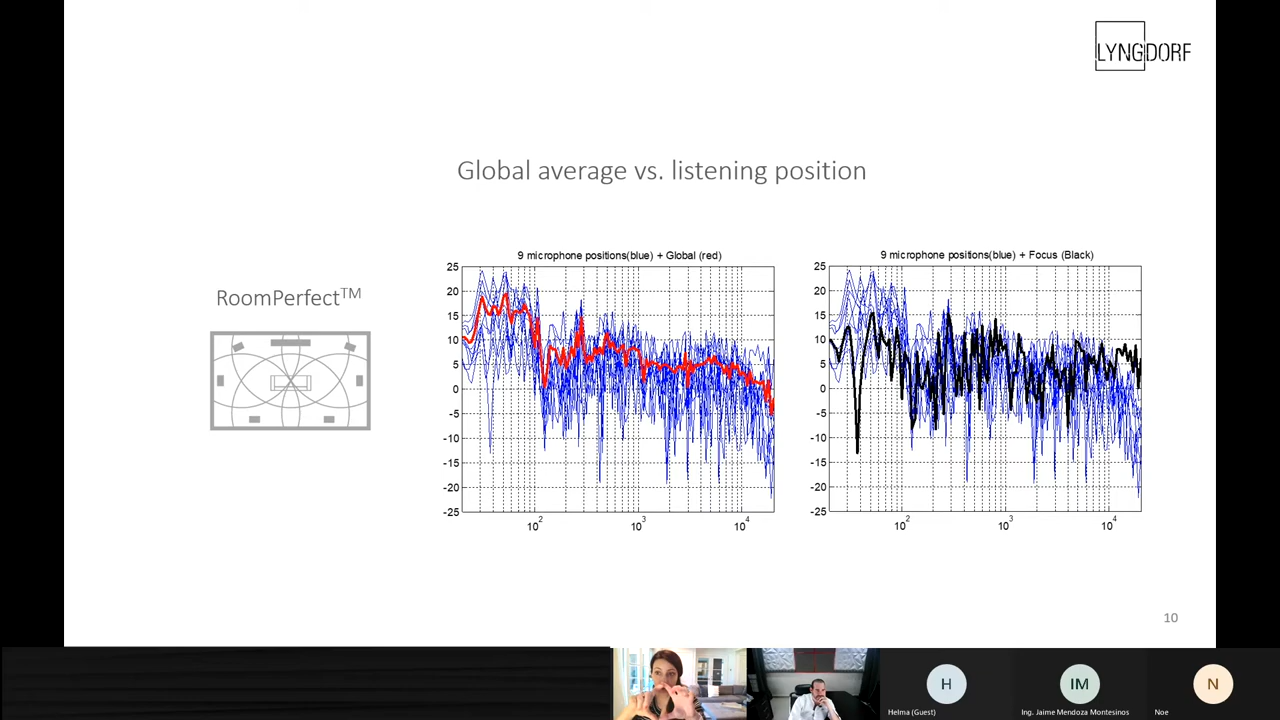 LYNGDORF
Global average vs. listening position
RoomPerfect™
9 microphone positions(blue) + Global (red)
25
20
15
10
5
0
-5
-10
-15
-20
-25
10²
10³
10⁴
9 microphone positions(blue) + Focus (Black)
25
20
15
10
5
0
-5
-10
-15
-20
-25
10²
10³
10⁴
10
H
IM
N
Helma (Guest)
Ing. Jaime Mendoza Montesinos
Noe